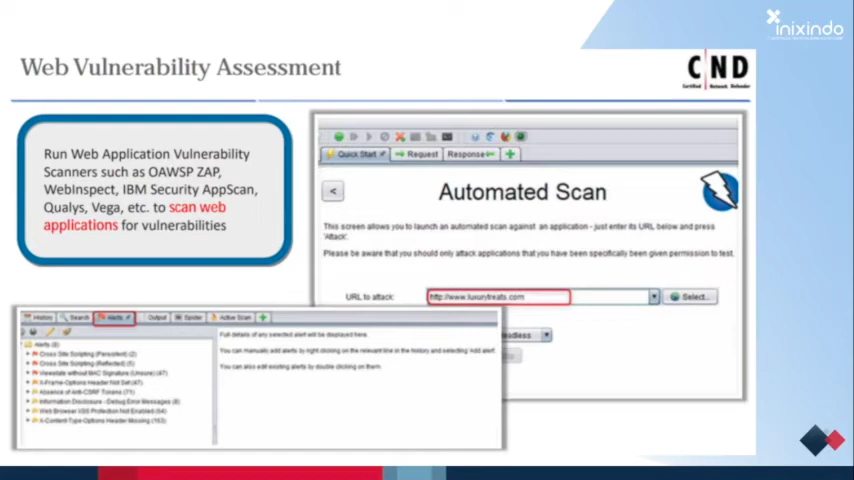 inixindo
Web Vulnerability Assessment
CND
Certified Network Defender
Run Web Application Vulnerability
Scanners such as OAWSP ZAP,
WebInspect, IBM Security AppScan,
Qualys, Vega, etc. to scan web
applications for vulnerabilities
Quick Start
Request
Response
<
Automated Scan
This screen allows you to launch an automated scan against an application - just enter its URL below and press
'Attack'.
Please be aware that you should only attack applications that you have been specifically been given permission to test.
URL to attack:
http://www.luxurytreats.com
Select...
History
Search
Alerts
Output
Spider
Active Scan
Alerts (8)
Cross Site Scripting (Persistent) (2)
Cross Site Scripting (Reflected) (5)
Viewstate without MAC Signature (Unsure) (47)
X-Frame-Options Header Not Set (47)
Absence of Anti-CSRF Tokens (71)
Information Disclosure - Debug Error Messages (8)
Web Browser XSS Protection Not Enabled (64)
X-Content-Type-Options Header Missing (163)
Full details of any selected alert will be displayed here.
You can manually add alerts by right clicking on the relevant line in the history and selecting 'Add alert'.
You can also edit existing alerts by double clicking on them.